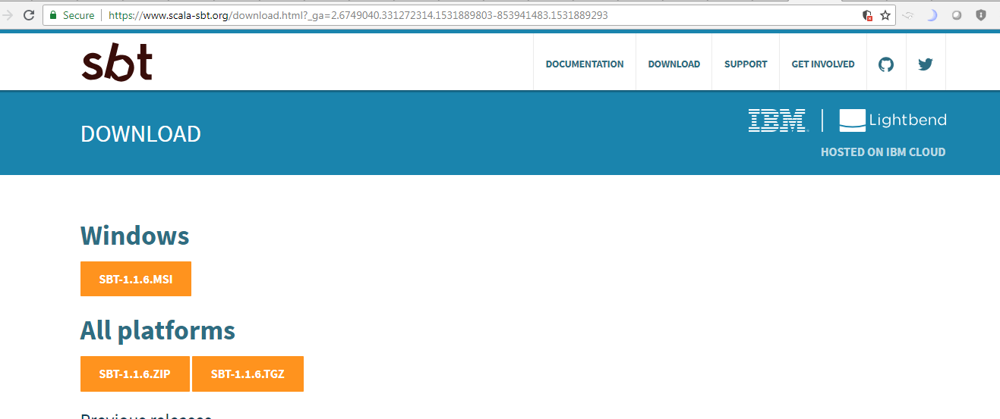 Secure https://www.scala-sbt.org/download.html?_ga=2.6749040.331272314.1531889803-853941483.1531889293
sbt DOCUMENTATION DOWNLOAD SUPPORT GET INVOLVED
IBM Lightbend
DOWNLOAD
HOSTED ON IBM CLOUD
Windows
SBT-1.1.6.MSI
All platforms
SBT-1.1.6.ZIP SBT-1.1.6.TGZ
Previous releases